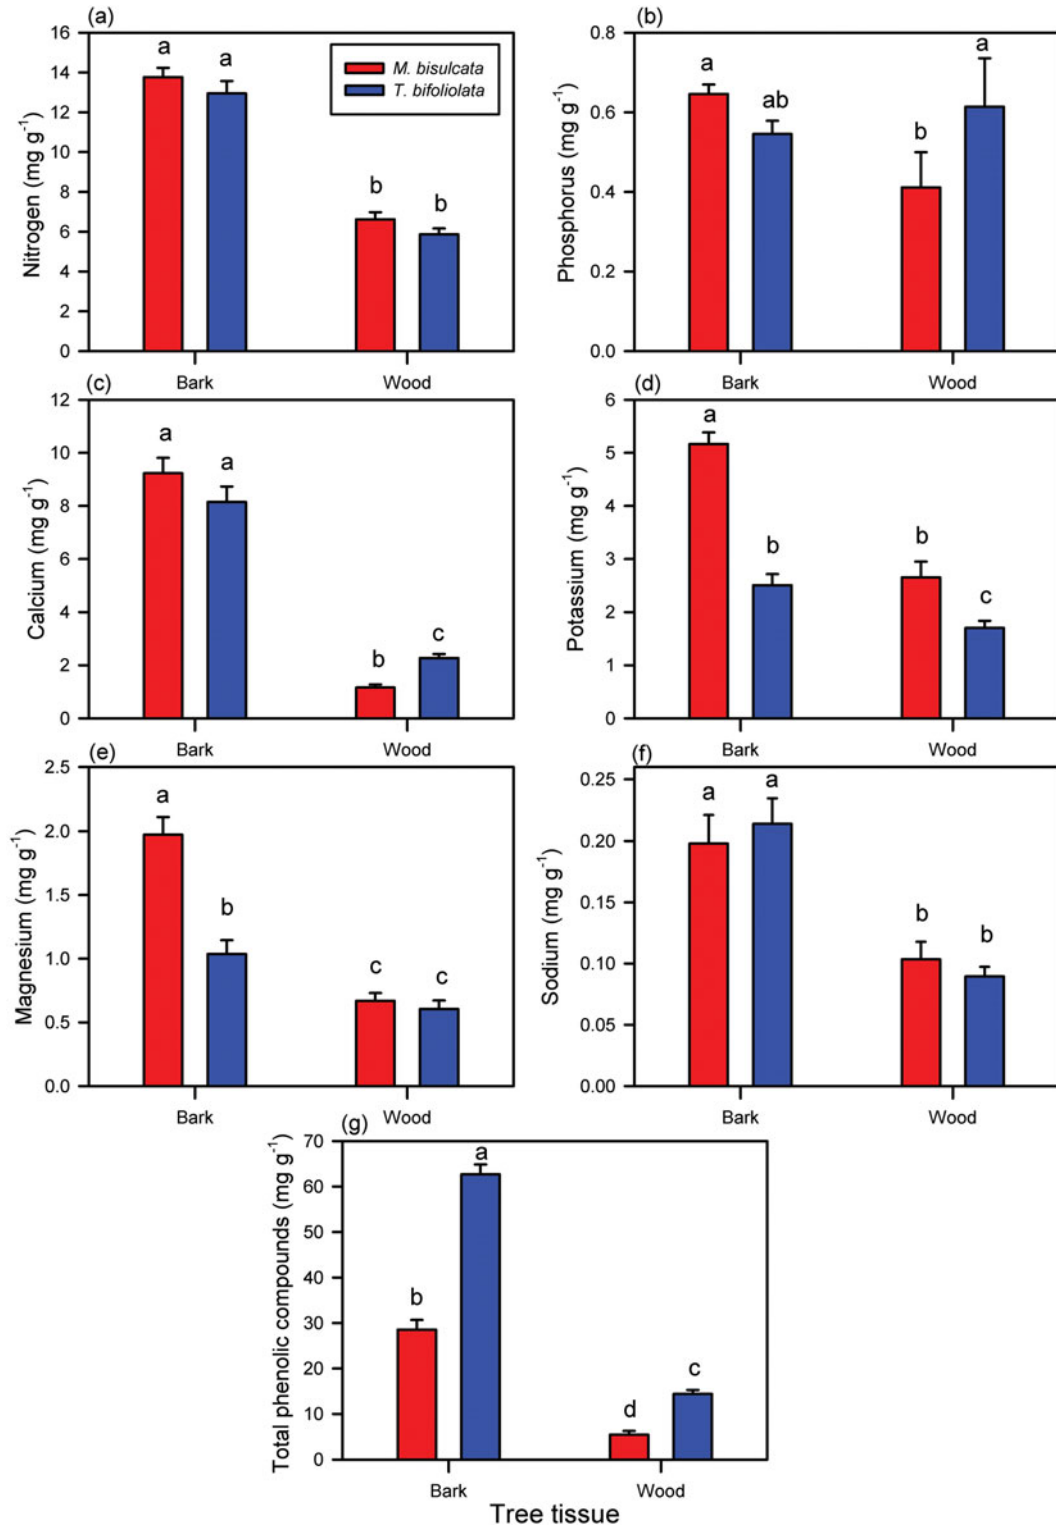 (a)
16
14
12
10
8
6
4
2
0
Nitrogen (mg g⁻¹)
a
a
b
b
M. bisulcata
T. bifoliolata
Bark
Wood
(b)
0.8
0.6
0.4
0.2
0.0
Phosphorus (mg g⁻¹)
a
ab
b
a
Bark
Wood
(c)
12
10
8
6
4
2
0
Calcium (mg g⁻¹)
a
a
b
c
Bark
Wood
(d)
6
5
4
3
2
1
0
Potassium (mg g⁻¹)
a
b
b
c
Bark
Wood
(e)
2.5
2.0
1.5
1.0
0.5
0.0
Magnesium (mg g⁻¹)
a
b
c
c
Bark
Wood
(f)
0.25
0.20
0.15
0.10
0.05
0.00
Sodium (mg g⁻¹)
a
a
b
b
Bark
Wood
(g)
70
60
50
40
30
20
10
0
Total phenolic compounds (mg g⁻¹)
b
a
d
c
Bark
Wood
Tree tissue